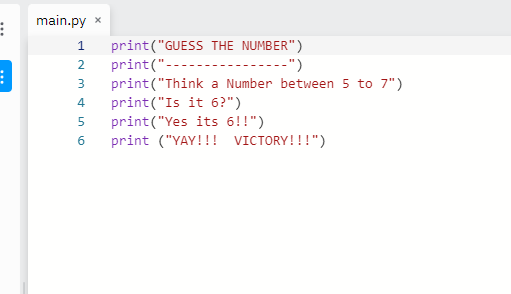 main.py ×
1 print("GUESS THE NUMBER")
2 print("----------------")
3 print("Think a Number between 5 to 7")
4 print("Is it 6?")
5 print("Yes its 6!!")
6 print ("YAY!!!  VICTORY!!!")